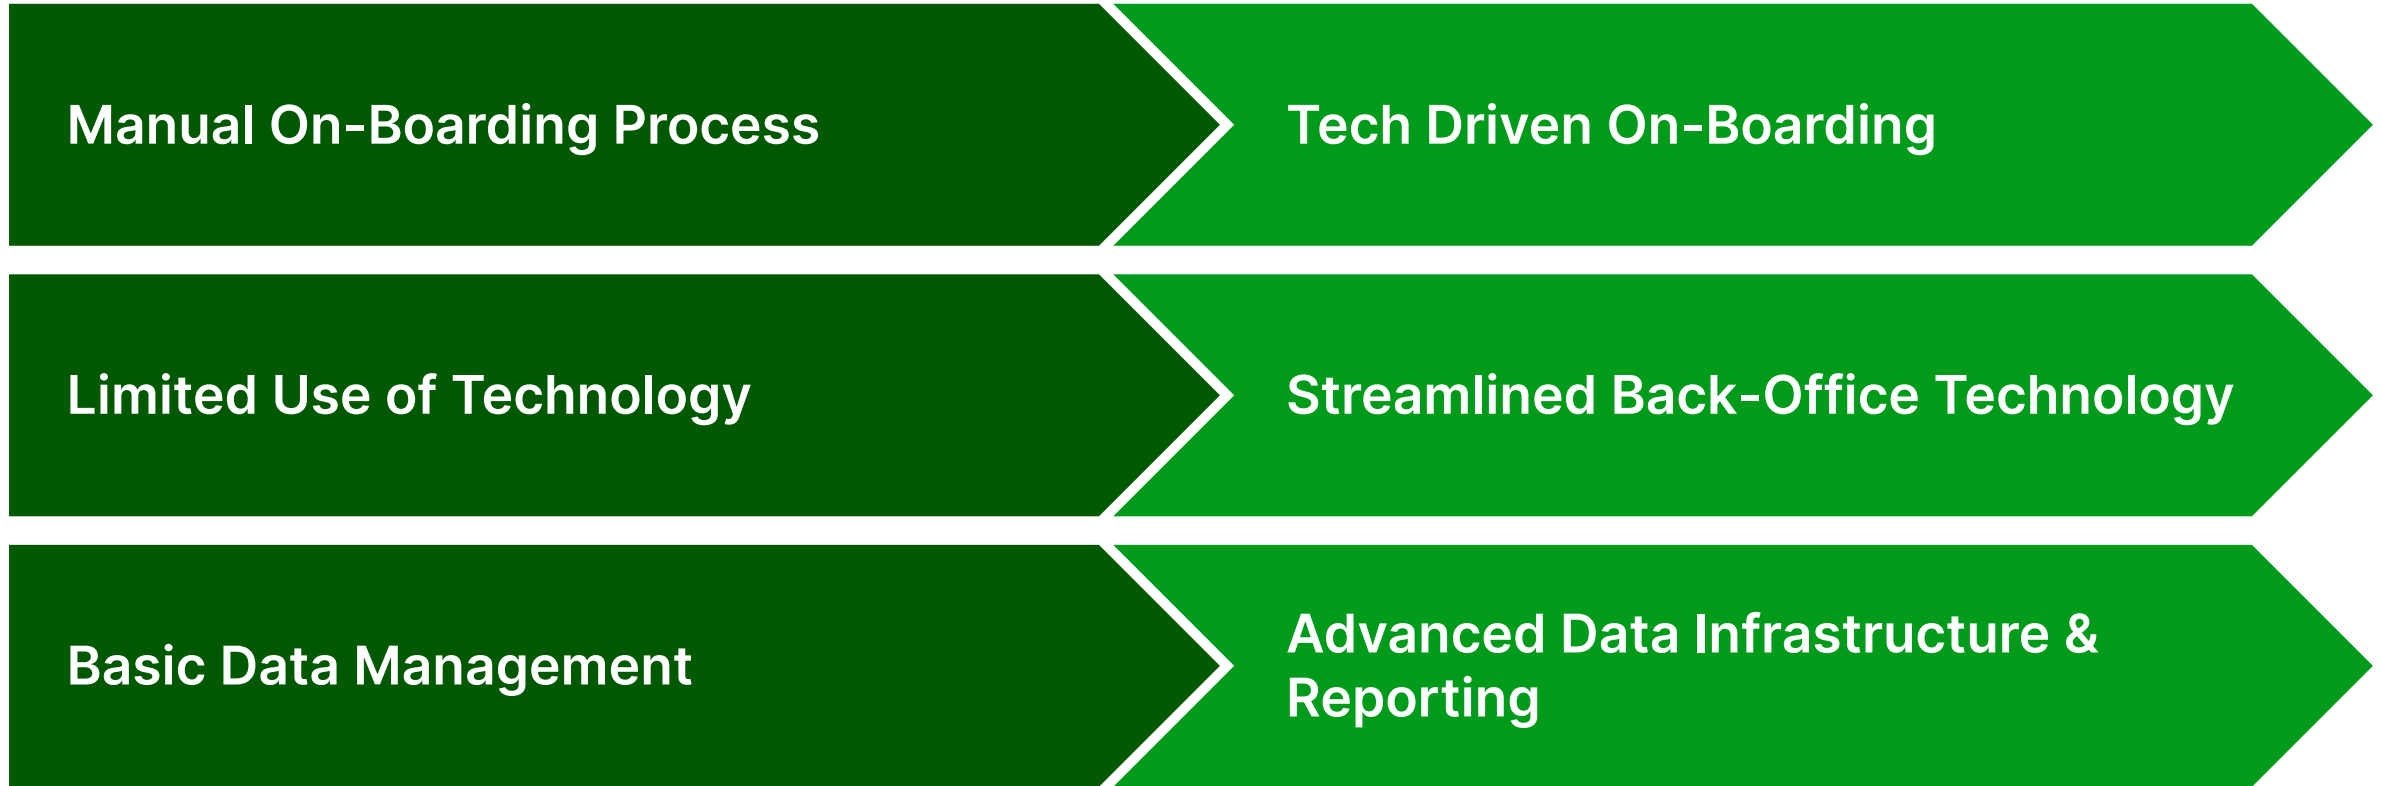 Manual On-Boarding Process
Tech Driven On-Boarding
Limited Use of Technology
Streamlined Back-Office Technology
Basic Data Management
Advanced Data Infrastructure &
Reporting